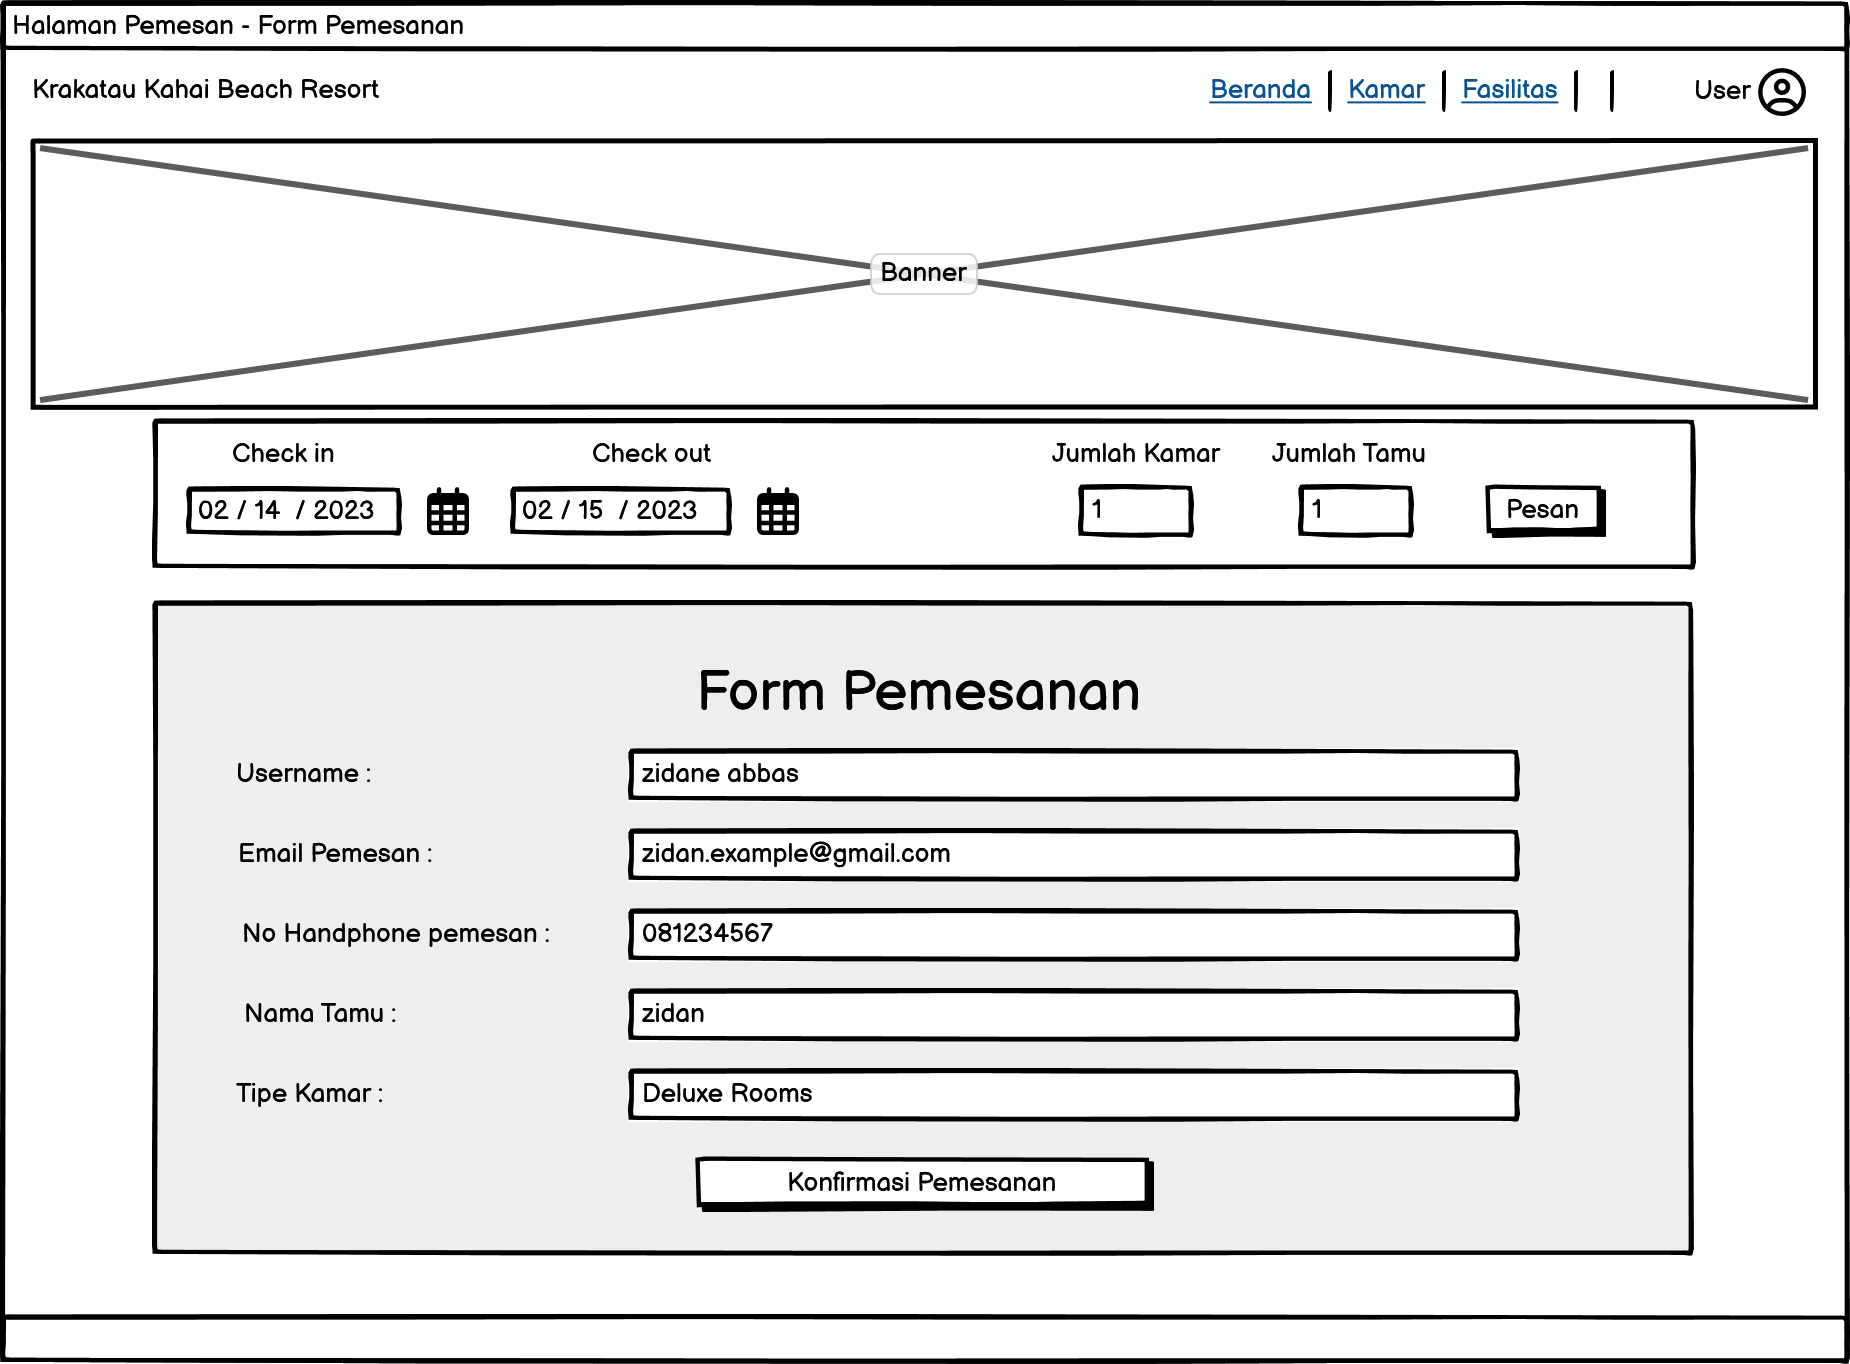 Halaman Pemesan - Form Pemesanan
Krakatau Kahai Beach Resort
Beranda | Kamar | Fasilitas | |
User
Banner
Check in
Check out
Jumlah Kamar
Jumlah Tamu
02 / 14 / 2023
02 / 15 / 2023
1
1
Pesan
Form Pemesanan
Username : zidane abbas
Email Pemesan : zidan.example@gmail.com
No Handphone pemesan : 081234567
Nama Tamu : zidan
Tipe Kamar : Deluxe Rooms
Konfirmasi Pemesanan